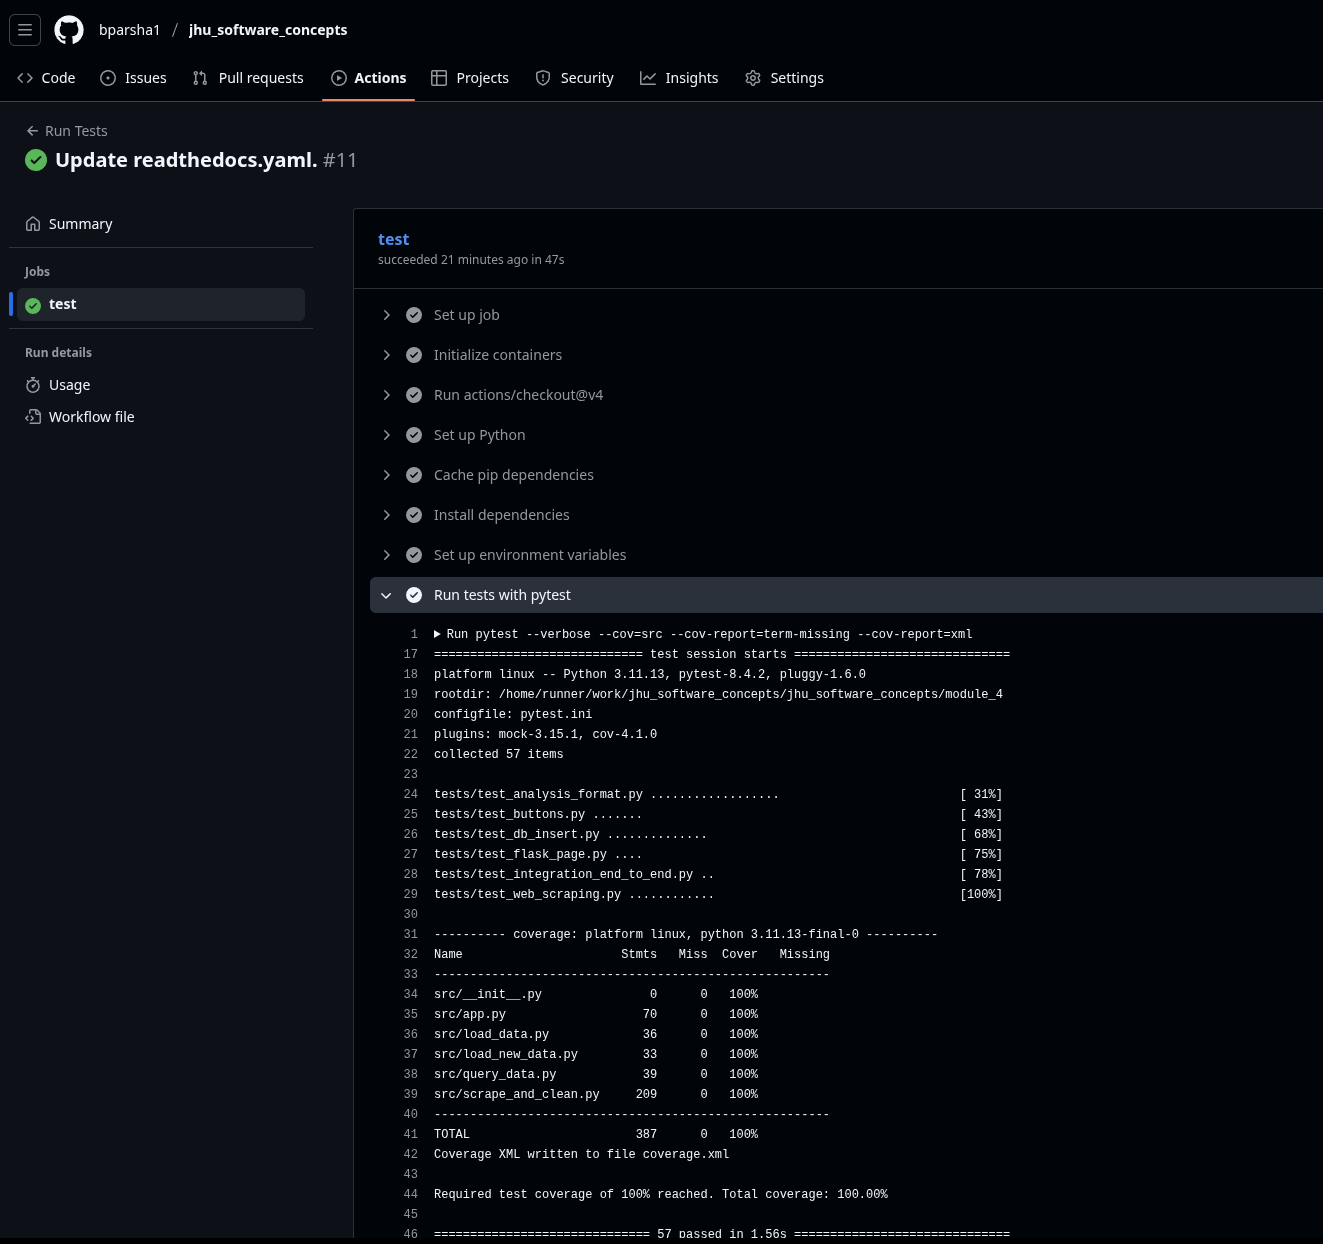 bparsha1 / jhu_software_concepts
Code Issues Pull requests Actions Projects Security Insights Settings
Run Tests
Update readthedocs.yaml. #11
Summary
Jobs
test
Run details
Usage
Workflow file
test
succeeded 21 minutes ago in 47s
Set up job
Initialize containers
Run actions/checkout@v4
Set up Python
Cache pip dependencies
Install dependencies
Set up environment variables
Run tests with pytest
1 Run pytest --verbose --cov=src --cov-report=term-missing --cov-report=xml
17 ============================= test session starts ==============================
18 platform linux -- Python 3.11.13, pytest-8.4.2, pluggy-1.6.0
19 rootdir: /home/runner/work/jhu_software_concepts/jhu_software_concepts/module_4
20 configfile: pytest.ini
21 plugins: mock-3.15.1, cov-4.1.0
22 collected 57 items
23
24 tests/test_analysis_format.py .................. [ 31%]
25 tests/test_buttons.py ....... [ 43%]
26 tests/test_db_insert.py .............. [ 68%]
27 tests/test_flask_page.py .... [ 75%]
28 tests/test_integration_end_to_end.py .. [ 78%]
29 tests/test_web_scraping.py ............ [100%]
30
31 ---------- coverage: platform linux, python 3.11.13-final-0 ----------
32 Name Stmts Miss Cover Missing
33 -------------------------------------------------------
34 src/__init__.py 0 0 100%
35 src/app.py 70 0 100%
36 src/load_data.py 36 0 100%
37 src/load_new_data.py 33 0 100%
38 src/query_data.py 39 0 100%
39 src/scrape_and_clean.py 209 0 100%
40 -------------------------------------------------------
41 TOTAL 387 0 100%
42 Coverage XML written to file coverage.xml
43
44 Required test coverage of 100% reached. Total coverage: 100.00%
45
46 ============================== 57 passed in 1.56s ==============================